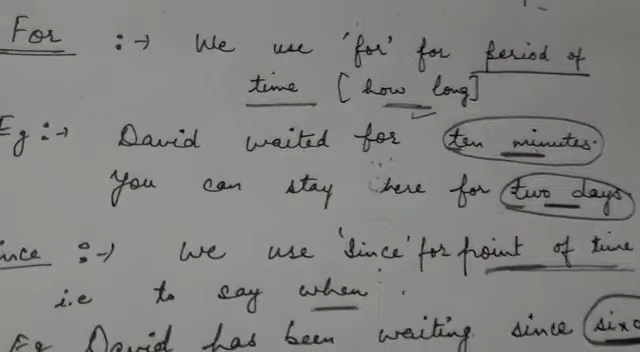 For :→ We use 'for' for period of
time [how long]
Eg :→ David waited for ten minutes.
You can stay here for two days
ince :→ We use 'since' for point of time
i.e to say when.
Eg David has been waiting since six